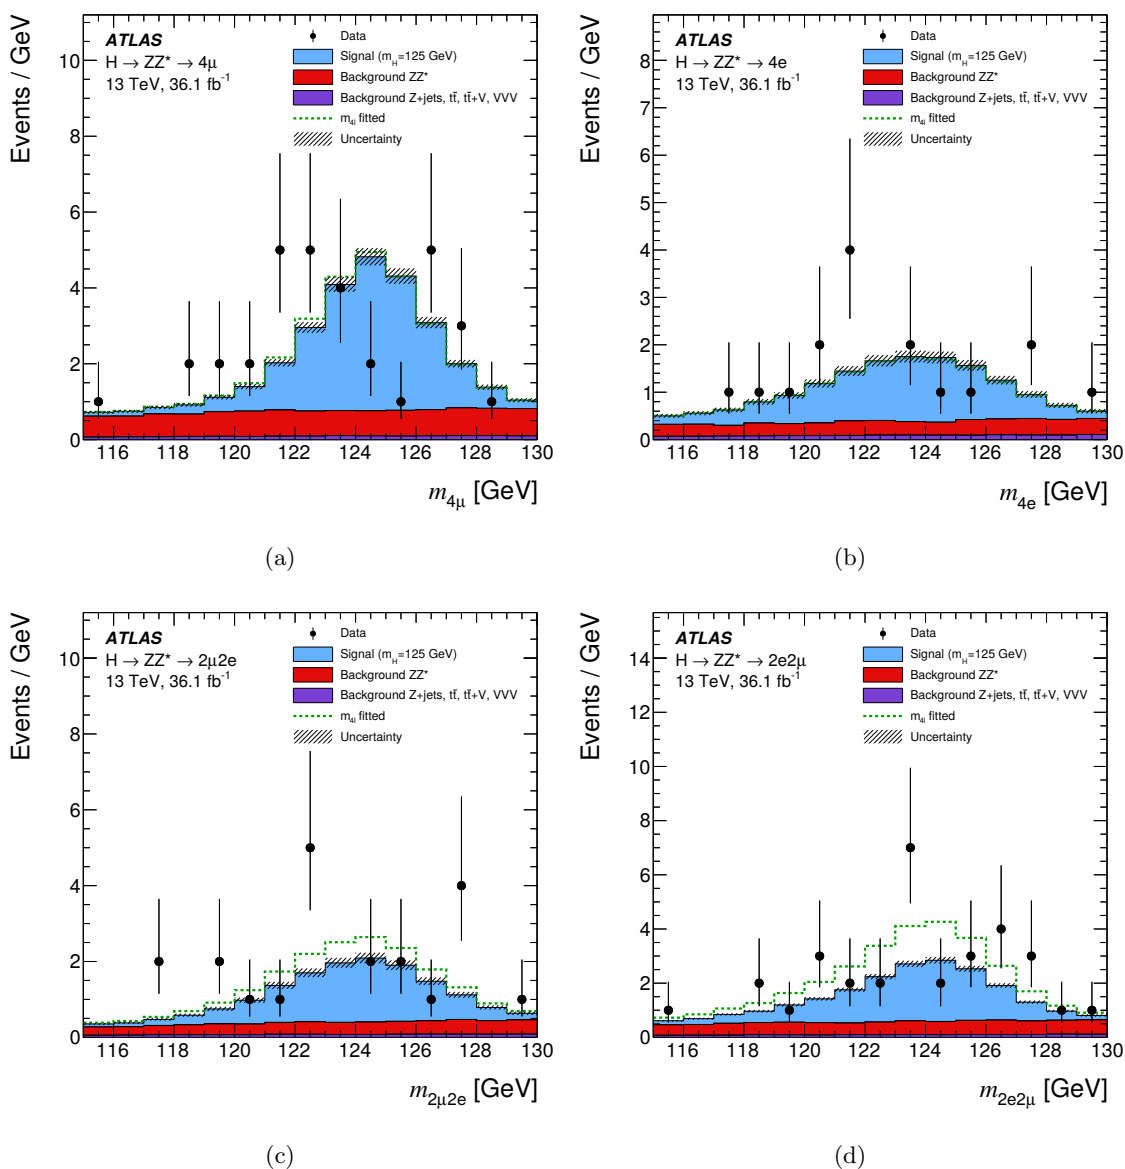 Events / GeV
ATLAS
H → ZZ* → 4μ
13 TeV, 36.1 fb⁻¹
Data
Signal (m_H=125 GeV)
Background ZZ*
Background Z+jets, tt̄, tt̄+V, VVV
m_4l fitted
Uncertainty
10
8
6
4
2
0
116 118 120 122 124 126 128 130
m_4μ [GeV]
(a)
Events / GeV
ATLAS
H → ZZ* → 4e
13 TeV, 36.1 fb⁻¹
Data
Signal (m_H=125 GeV)
Background ZZ*
Background Z+jets, tt̄, tt̄+V, VVV
m_4l fitted
Uncertainty
8
7
6
5
4
3
2
1
0
116 118 120 122 124 126 128 130
m_4e [GeV]
(b)
Events / GeV
ATLAS
H → ZZ* → 2μ2e
13 TeV, 36.1 fb⁻¹
Data
Signal (m_H=125 GeV)
Background ZZ*
Background Z+jets, tt̄, tt̄+V, VVV
m_4l fitted
Uncertainty
10
8
6
4
2
0
116 118 120 122 124 126 128 130
m_2μ2e [GeV]
(c)
Events / GeV
ATLAS
H → ZZ* → 2e2μ
13 TeV, 36.1 fb⁻¹
Data
Signal (m_H=125 GeV)
Background ZZ*
Background Z+jets, tt̄, tt̄+V, VVV
m_4l fitted
Uncertainty
14
12
10
8
6
4
2
0
116 118 120 122 124 126 128 130
m_2e2μ [GeV]
(d)